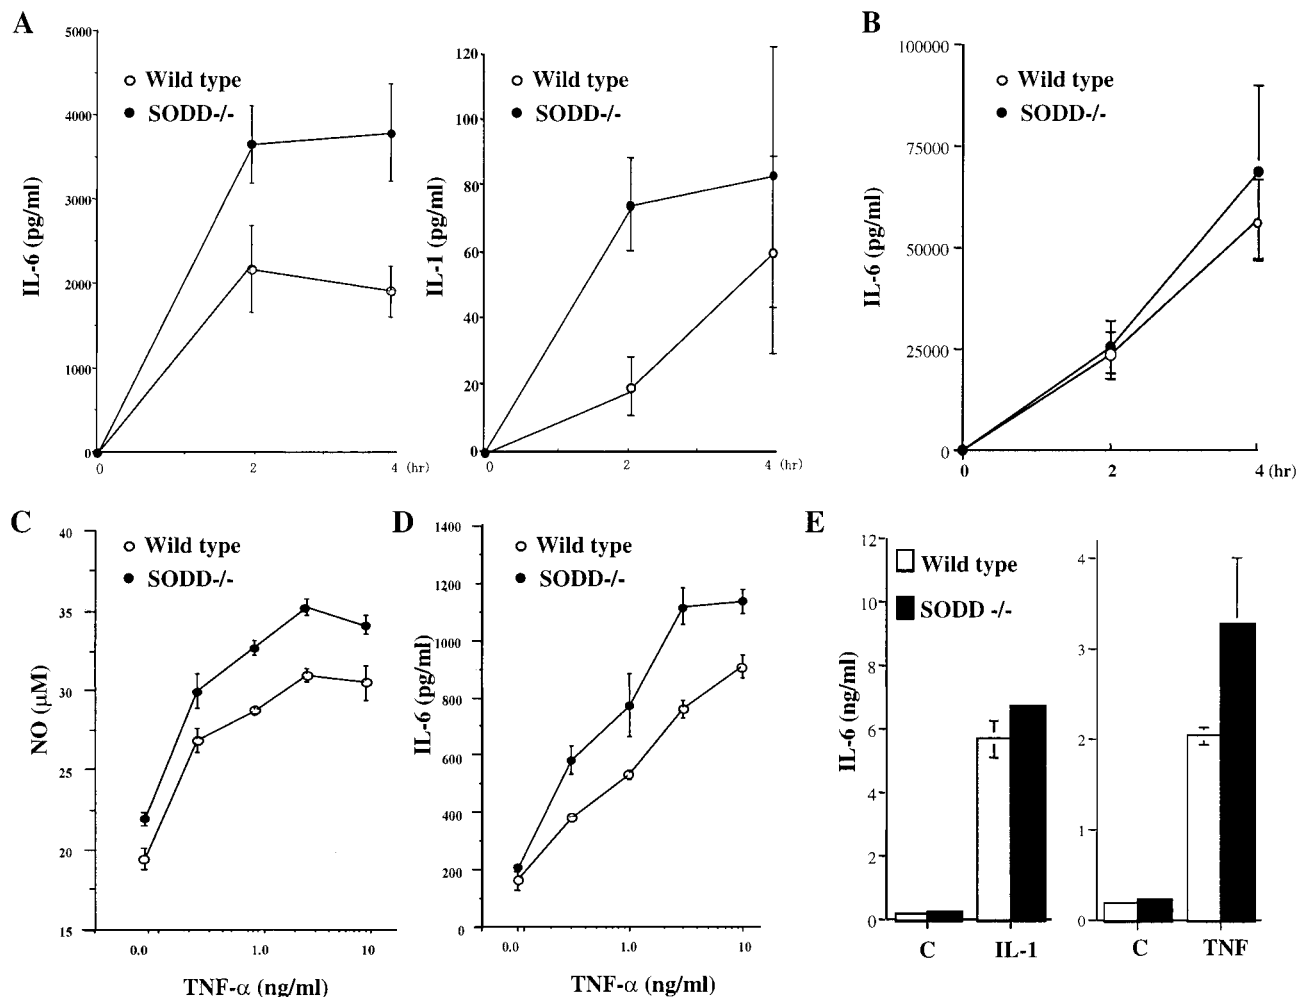 A
5000
4000
3000
2000
1000
0
IL-6 (pg/ml)
Wild type
SODD-/-
0 2 4 (hr)
120
100
80
60
40
20
0
IL-1 (pg/ml)
Wild type
SODD-/-
0 2 4 (hr)
B
100000
75000
50000
25000
0
IL-6 (pg/ml)
Wild type
SODD-/-
0 2 4 (hr)
C
40
35
30
25
20
15
NO (μM)
Wild type
SODD-/-
0.0 1.0 10
TNF-α (ng/ml)
D
1400
1200
1000
800
600
400
200
0
IL-6 (pg/ml)
Wild type
SODD-/-
0.0 1.0 10
TNF-α (ng/ml)
E
12
10
8
6
4
2
0
IL-6 (ng/ml)
Wild type
SODD -/-
C IL-1
4
3
2
1
0
C TNF